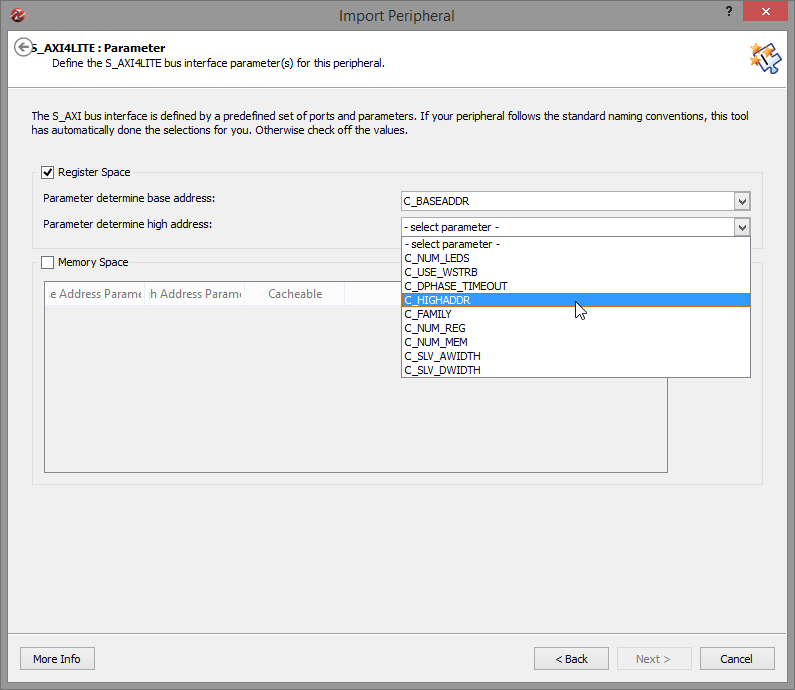 Import Peripheral
?
S_AXI4LITE : Parameter
Define the S_AXI4LITE bus interface parameter(s) for this peripheral.
The S_AXI bus interface is defined by a predefined set of ports and parameters. If your peripheral follows the standard naming conventions, this tool
has automatically done the selections for you. Otherwise check off the values.
Register Space
Parameter determine base address:
C_BASEADDR
Parameter determine high address:
- select parameter -
- select parameter -
C_NUM_LEDS
C_USE_WSTRB
C_DPHASE_TIMEOUT
C_HIGHADDR
C_FAMILY
C_NUM_REG
C_NUM_MEM
C_SLV_AWIDTH
C_SLV_DWIDTH
Memory Space
e Address Parame
h Address Parame
Cacheable
More Info
< Back
Next >
Cancel